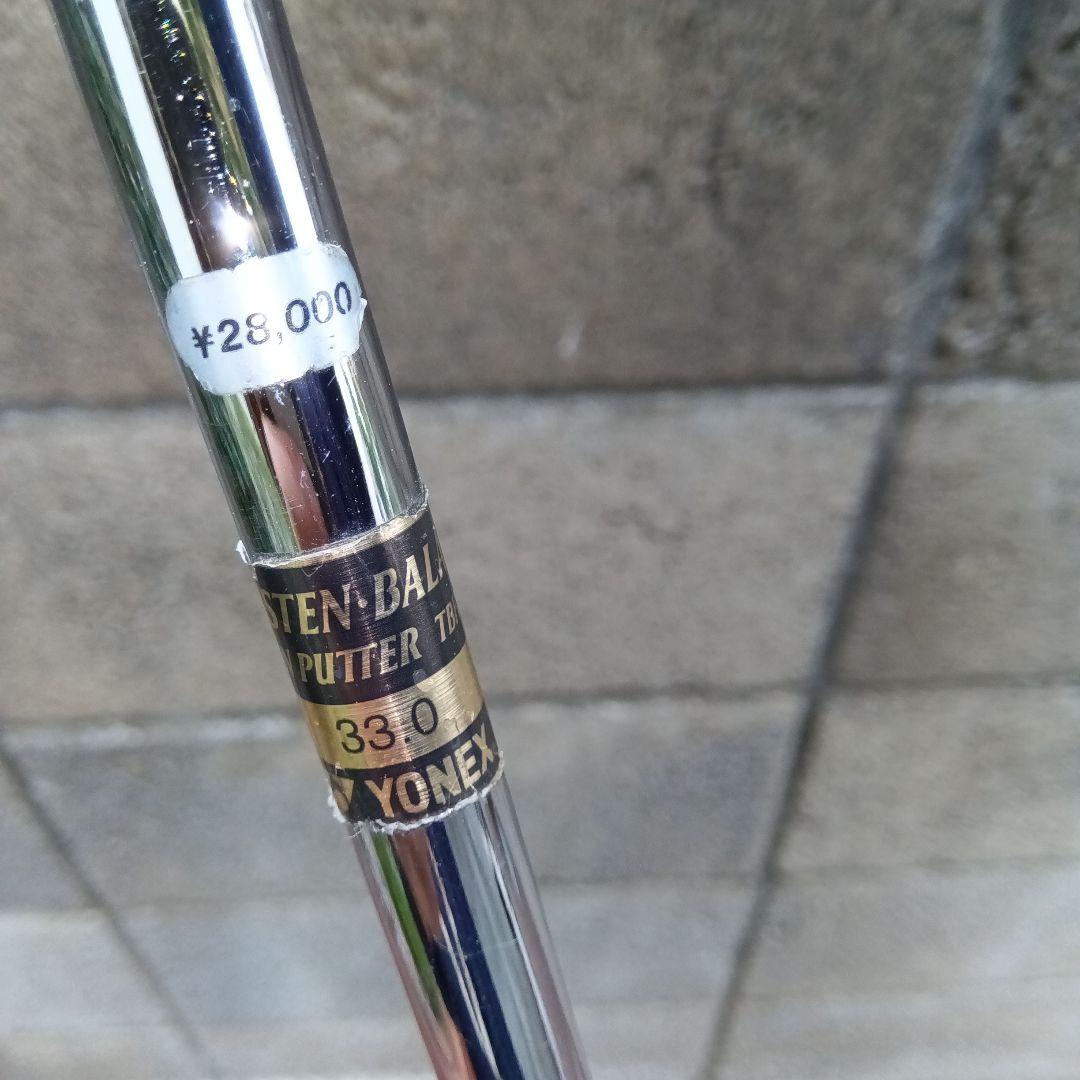 ¥28,000
STEN·BAL
PUTTER TB
33.0
YONEX